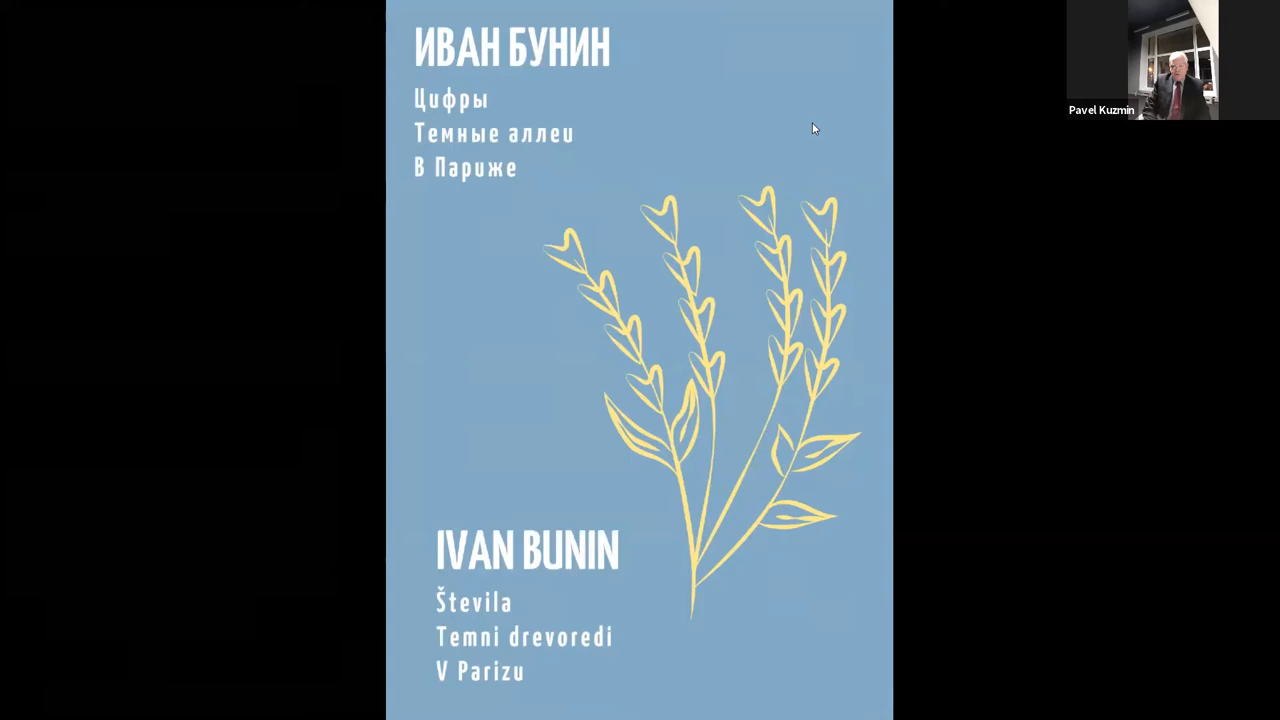 ИВАН БУНИН
Цифры
Темные аллеи
В Париже
Pavel Kuzmin
IVAN BUNIN
Števila
Temni drevoredi
V Parizu